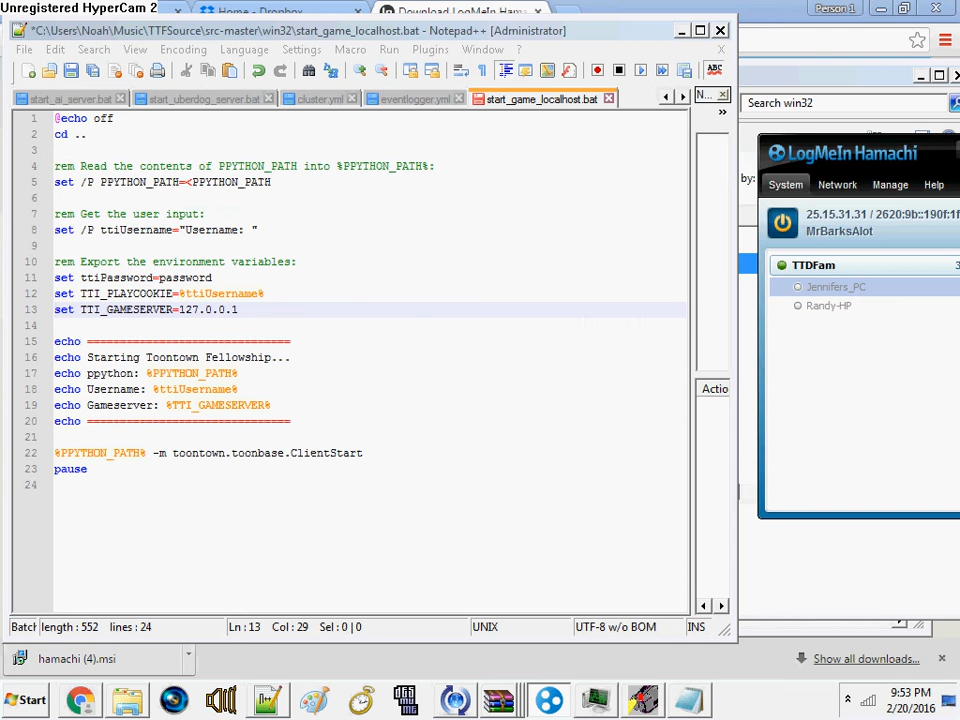 Unregistered HyperCam 2
Home - Dropbox
Download LogMeIn Hama
Person 1
*C:\Users\Noah\Music\TTFSource\src-master\win32\start_game_localhost.bat - Notepad++ [Administrator]
File Edit Search View Encoding Language Settings Macro Run Plugins Window ? X
start_ai_server.bat
start_uberdog_server.bat
cluster.yml
eventlogger.yml
start_game_localhost.bat
N...
Search win32
1 @echo off
2 cd ..
3
4 rem Read the contents of PPYTHON_PATH into %PPYTHON_PATH%:
5 set /P PPYTHON_PATH=<PPYTHON_PATH
6
7 rem Get the user input:
8 set /P ttiUsername="Username: "
9
10 rem Export the environment variables:
11 set ttiPassword=password
12 set TTI_PLAYCOOKIE=%ttiUsername%
13 set TTI_GAMESERVER=127.0.0.1
14
15 echo ===============================
16 echo Starting Toontown Fellowship...
17 echo ppython: %PPYTHON_PATH%
18 echo Username: %ttiUsername%
19 echo Gameserver: %TTI_GAMESERVER%
20 echo ===============================
21
22 %PPYTHON_PATH% -m toontown.toonbase.ClientStart
23 pause
24
Actio
by:
LogMeIn Hamachi
System Network Manage Help
25.15.31.31 / 2620:9b::190f:1f
MrBarksAlot
TTDFam 3
Jennifers_PC
Randy-HP
Batch length : 552 lines : 24 Ln : 13 Col : 29 Sel : 0 | 0 UNIX UTF-8 w/o BOM INS
hamachi (4).msi
Show all downloads...
Start
9:53 PM
2/20/2016